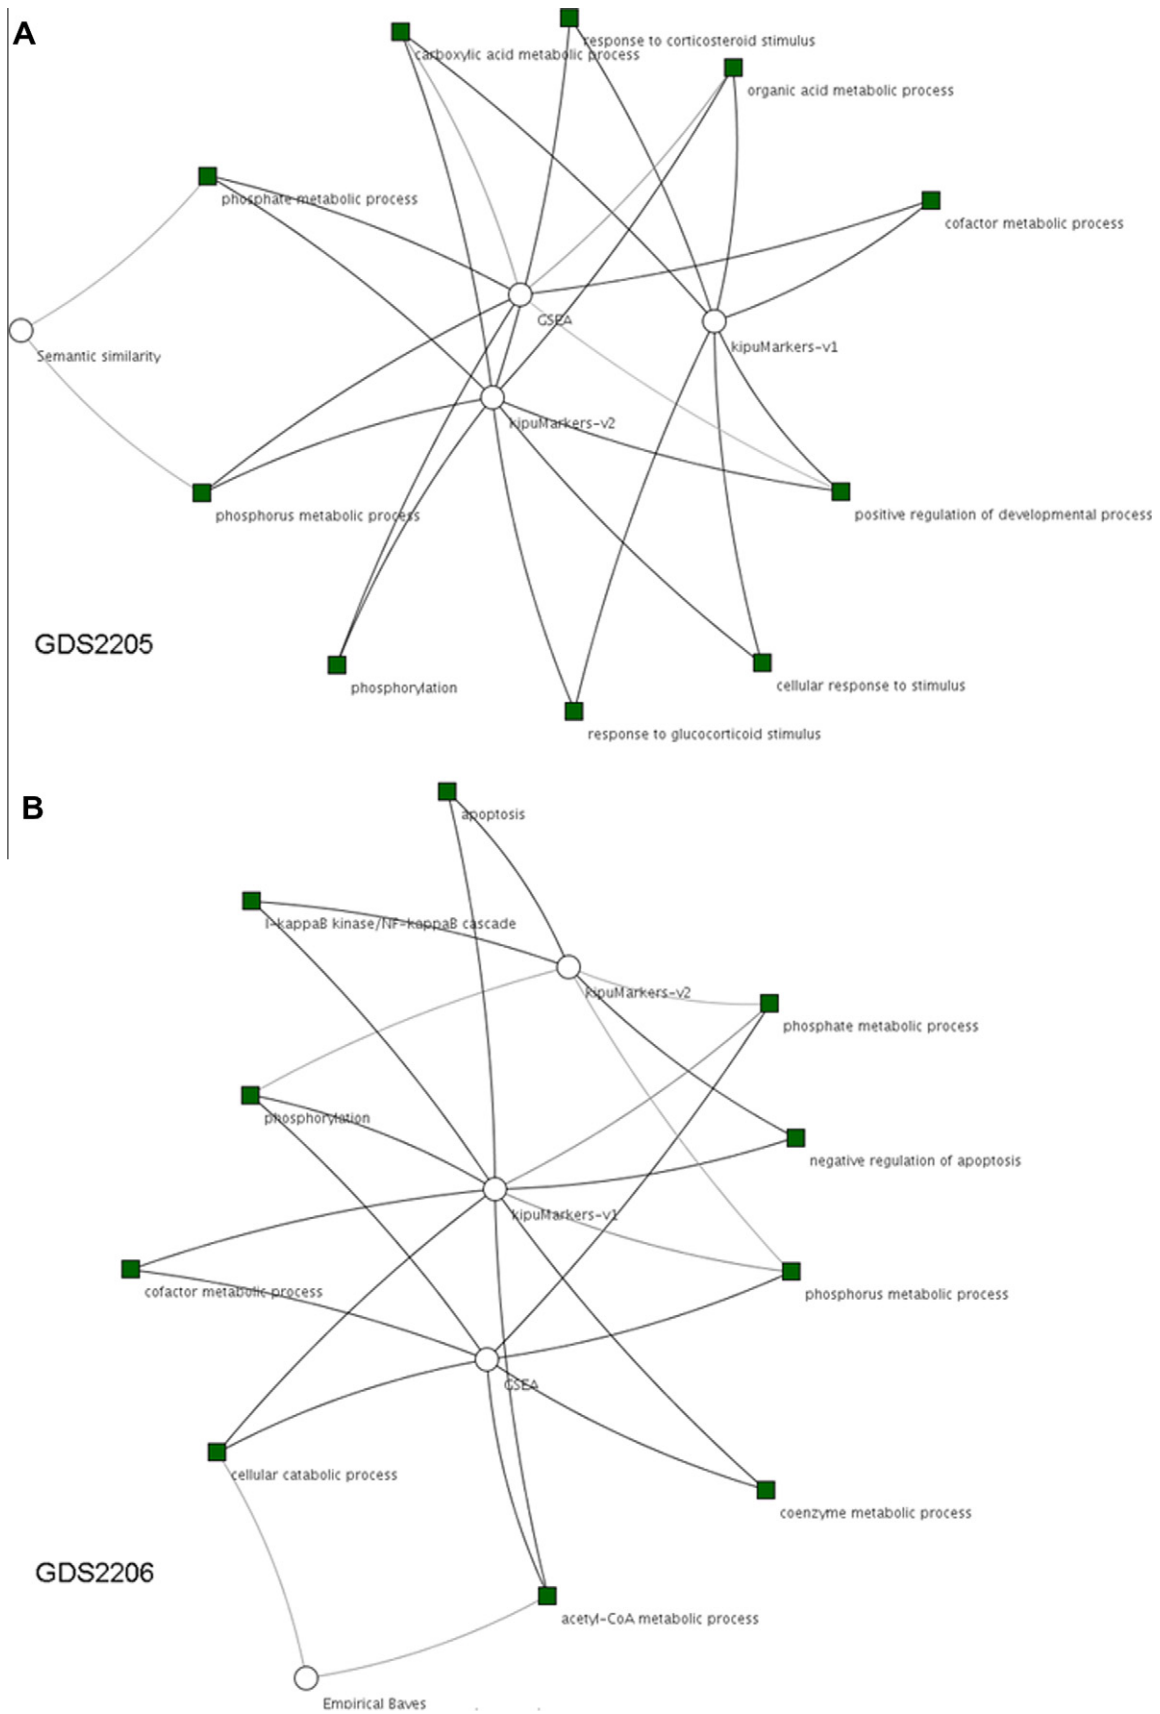 A
response to corticosteroid stimulus
carboxylic acid metabolic process
organic acid metabolic process
phosphate metabolic process
cofactor metabolic process
GSEA
kipuMarkers-v1
Semantic similarity
kipuMarkers-v2
phosphorus metabolic process
positive regulation of developmental process
GDS2205
phosphorylation
cellular response to stimulus
response to glucocorticoid stimulus
B
apoptosis
I-kappaB kinase/NF-kappaB cascade
kipuMarkers-v2
phosphate metabolic process
phosphorylation
negative regulation of apoptosis
kipuMarkers-v1
cofactor metabolic process
phosphorus metabolic process
GSEA
cellular catabolic process
coenzyme metabolic process
GDS2206
acetyl-CoA metabolic process
Empirical Bayes